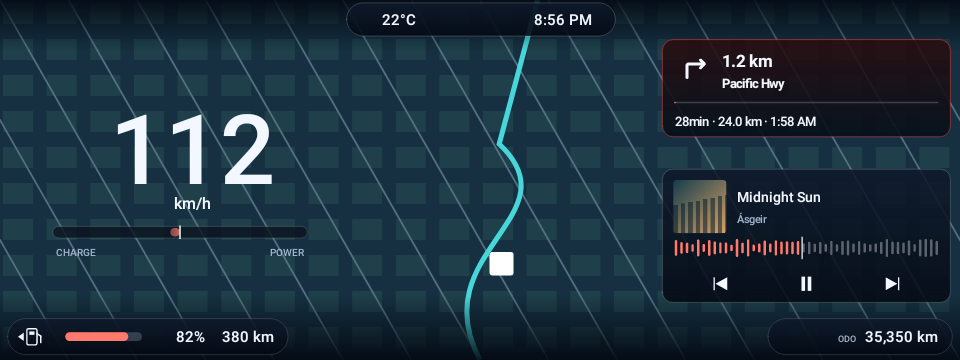 22°C 8:56 PM
1.2 km
Pacific Hwy
28min · 24.0 km · 1:58 AM
112
km/h
CHARGE POWER
Midnight Sun
Ásgeir
82% 380 km
ODO 35,350 km